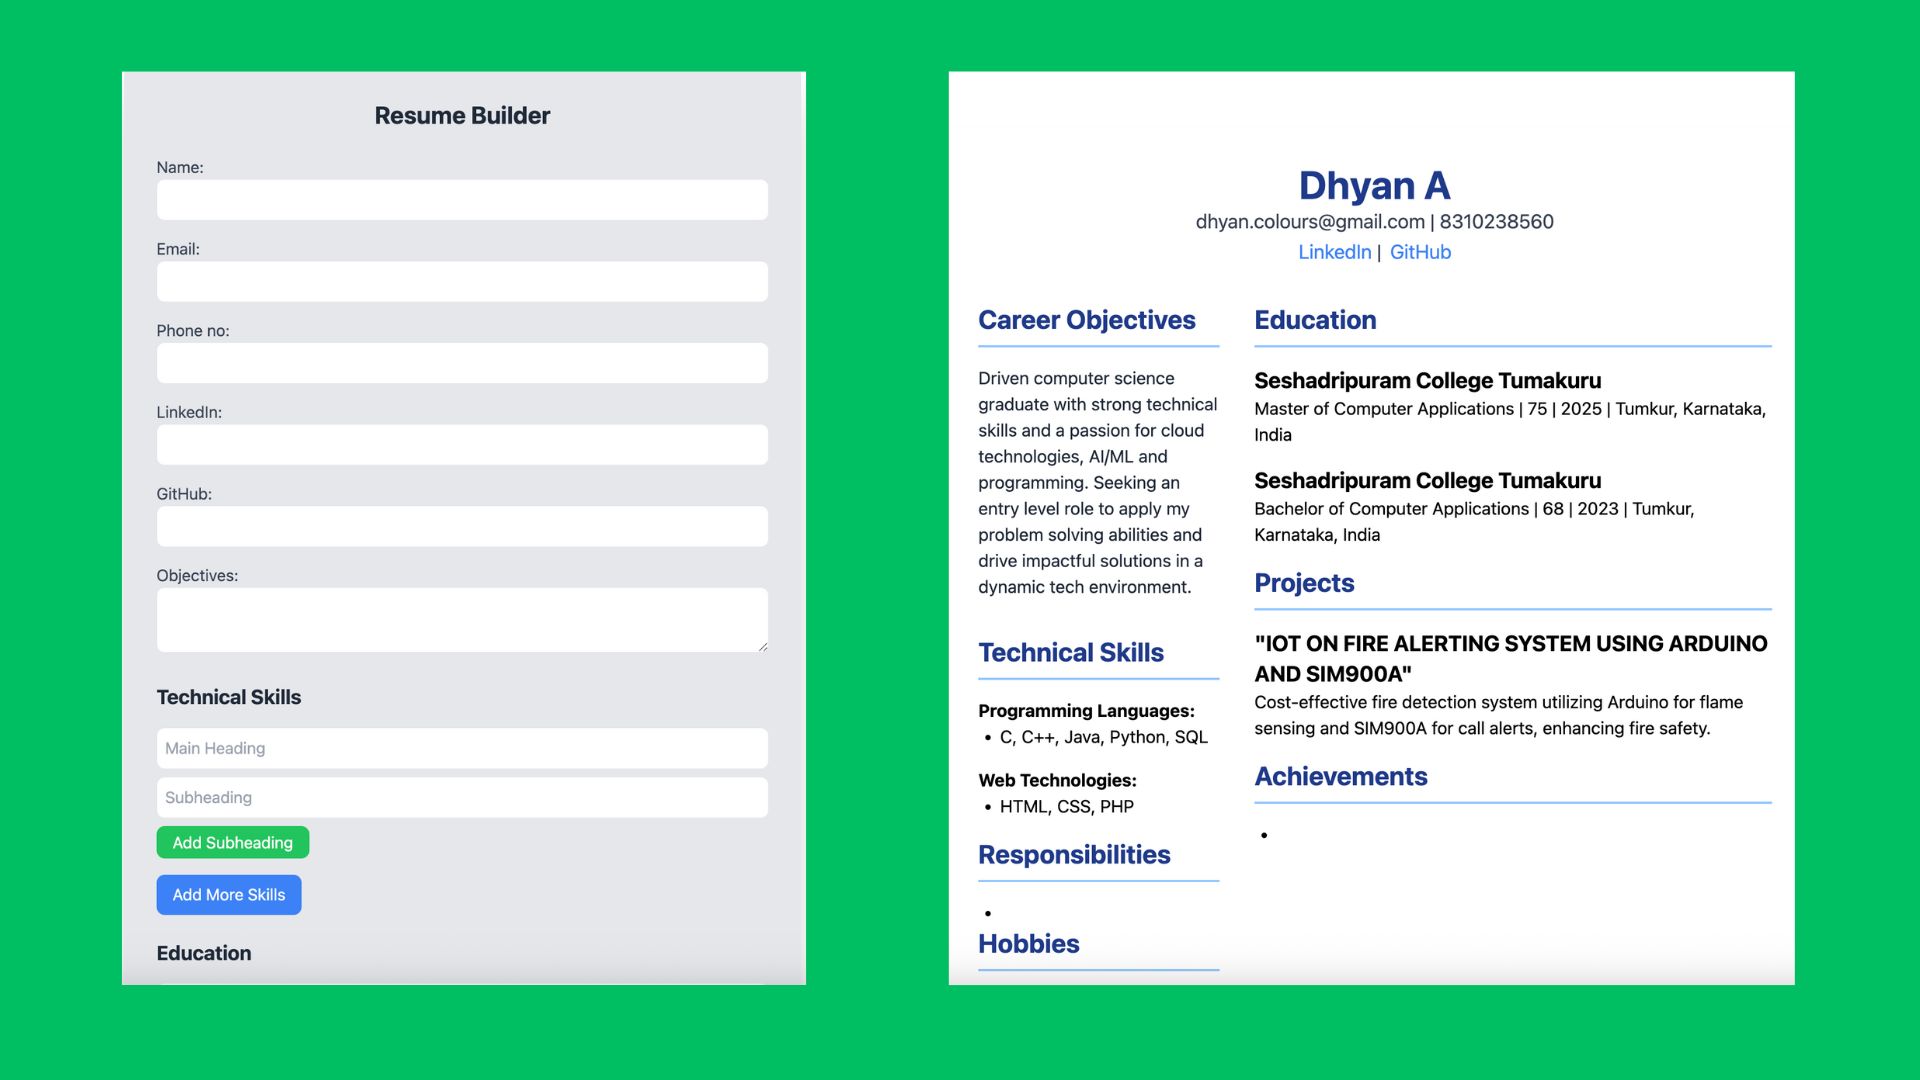 Resume Builder
Name:
Email:
Phone no:
LinkedIn:
GitHub:
Objectives:
Technical Skills
Main Heading
Subheading
Add Subheading
Add More Skills
Education
Dhyan A
dhyan.colours@gmail.com | 8310238560
LinkedIn | GitHub
Career Objectives
Driven computer science
graduate with strong technical
skills and a passion for cloud
technologies, AI/ML and
programming. Seeking an
entry level role to apply my
problem solving abilities and
drive impactful solutions in a
dynamic tech environment.
Technical Skills
Programming Languages:
• C, C++, Java, Python, SQL
Web Technologies:
• HTML, CSS, PHP
Responsibilities
•
Hobbies
Education
Seshadripuram College Tumakuru
Master of Computer Applications | 75 | 2025 | Tumkur, Karnataka,
India
Seshadripuram College Tumakuru
Bachelor of Computer Applications | 68 | 2023 | Tumkur,
Karnataka, India
Projects
"IOT ON FIRE ALERTING SYSTEM USING ARDUINO
AND SIM900A"
Cost-effective fire detection system utilizing Arduino for flame
sensing and SIM900A for call alerts, enhancing fire safety.
Achievements
•